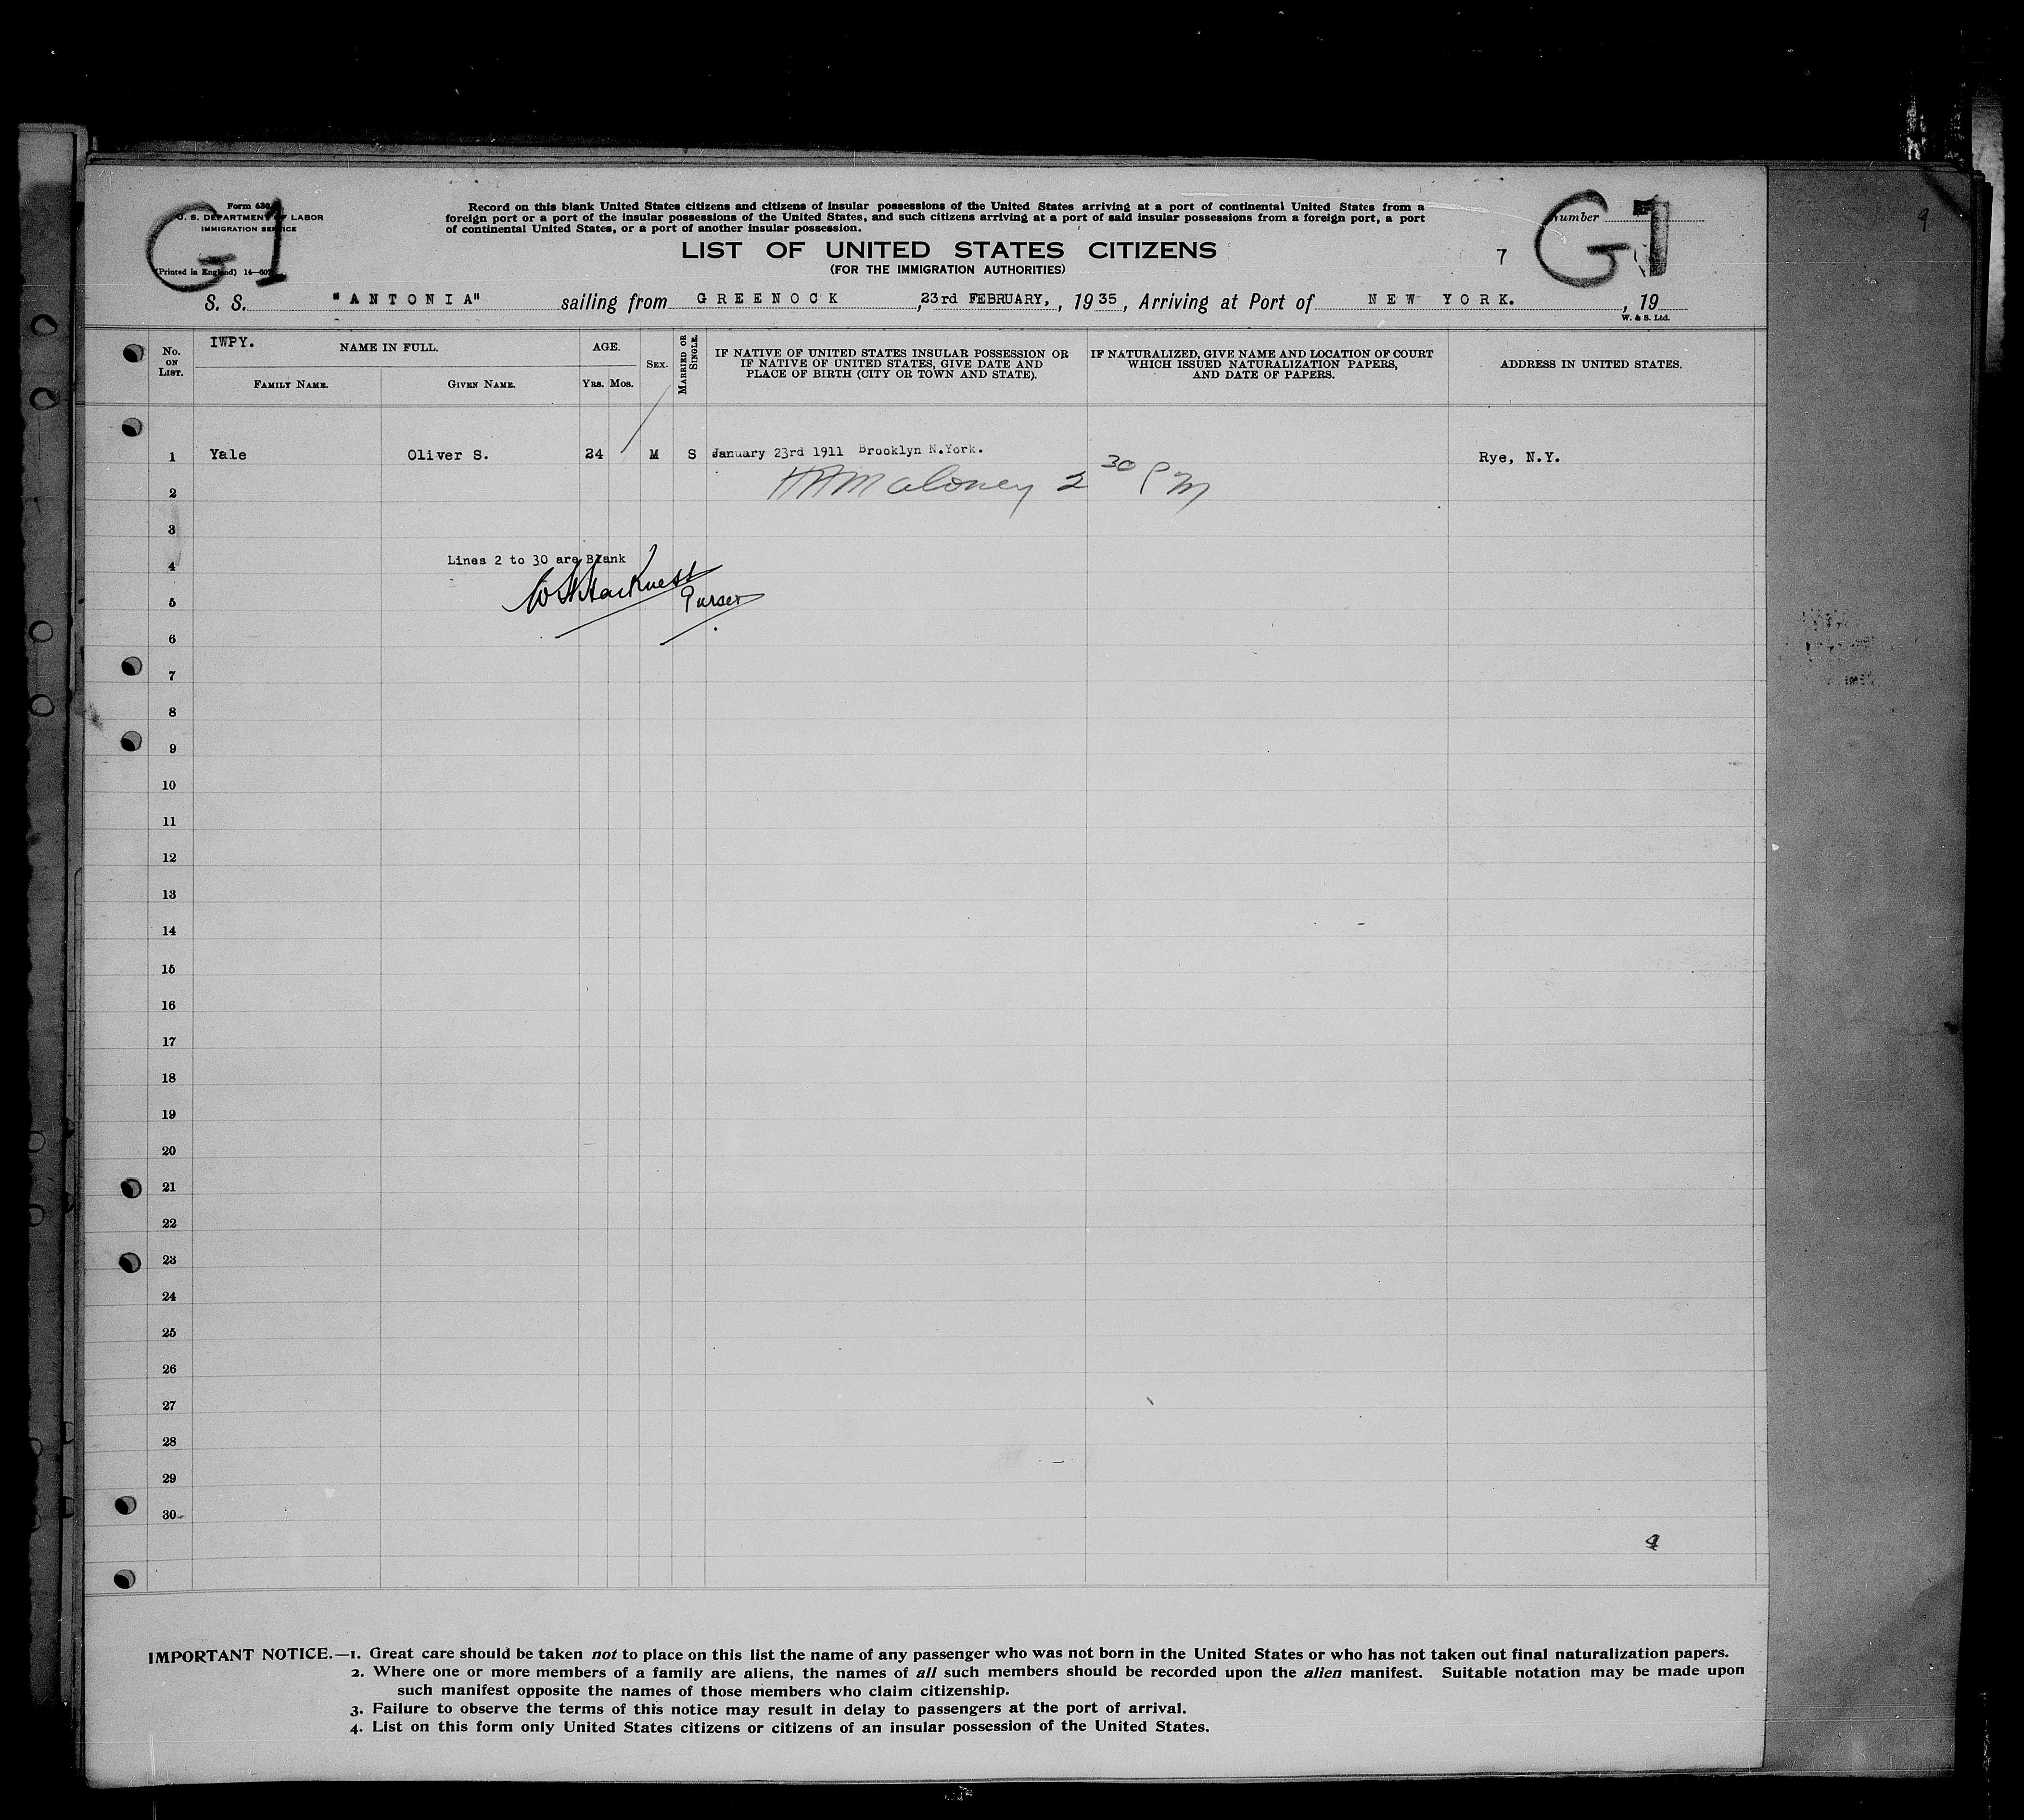 Form 630
U. S. DEPARTMENT OF LABOR
IMMIGRATION SERVICE
(Printed in England) 14—
G1
Record on this blank United States citizens and citizens of insular possessions of the United States arriving at a port of continental United States from a
foreign port or a port of the insular possessions of the United States, and such citizens arriving at a port of said insular possessions from a foreign port, a port
of continental United States, or a port of another insular possession.
Number
G1
7
9
LIST OF UNITED STATES CITIZENS
(FOR THE IMMIGRATION AUTHORITIES)
S. S. "ANTONIA" sailing from GREENOCK, 23rd FEBRUARY, , 1935, Arriving at Port of NEW YORK. , 19
W. & S. Ltd.
No. ON LIST.
IWPY. NAME IN FULL.
FAMILY NAME. GIVEN NAME.
AGE.
YRS. MOS.
SEX.
MARRIED OR SINGLE.
IF NATIVE OF UNITED STATES INSULAR POSSESSION OR
IF NATIVE OF UNITED STATES, GIVE DATE AND
PLACE OF BIRTH (CITY OR TOWN AND STATE).
IF NATURALIZED, GIVE NAME AND LOCATION OF COURT
WHICH ISSUED NATURALIZATION PAPERS,
AND DATE OF PAPERS.
ADDRESS IN UNITED STATES.
1 Yale Oliver S. 24 M S January 23rd 1911 Brooklyn N.York. Rye, N.Y.
2 Maloney 2 30 PM
3
4 Lines 2 to 30 are Blank
5 Harkness Purser
6
7
8
9
10
11
12
13
14
15
16
17
18
19
20
21
22
23
24
25
26
27
28
29
30
4
IMPORTANT NOTICE.—1. Great care should be taken not to place on this list the name of any passenger who was not born in the United States or who has not taken out final naturalization papers.
2. Where one or more members of a family are aliens, the names of all such members should be recorded upon the alien manifest. Suitable notation may be made upon
such manifest opposite the names of those members who claim citizenship.
3. Failure to observe the terms of this notice may result in delay to passengers at the port of arrival.
4. List on this form only United States citizens or citizens of an insular possession of the United States.